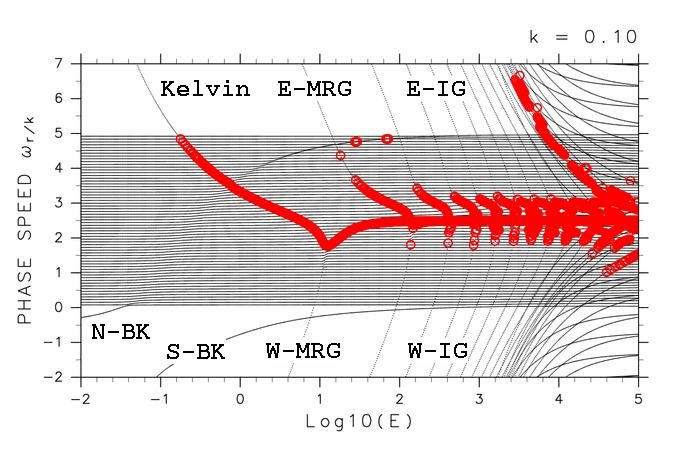 k = 0.10
7
Kelvin E-MRG E-IG
6
5
4
3
2
1
0
-1
-2
PHASE SPEED ωr/k
N-BK
S-BK W-MRG W-IG
-2 -1 0 1 2 3 4 5
Log10(E)